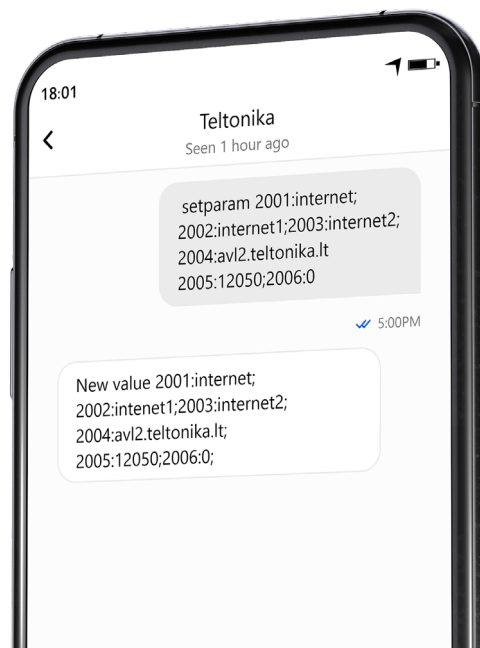 18:01
Teltonika
Seen 1 hour ago
setparam 2001:internet;
2002:internet1;2003:internet2;
2004:avl2.teltonika.lt
2005:12050;2006:0
5:00PM
New value 2001:internet;
2002:intenet1;2003:internet2;
2004:avl2.teltonika.lt;
2005:12050;2006:0;